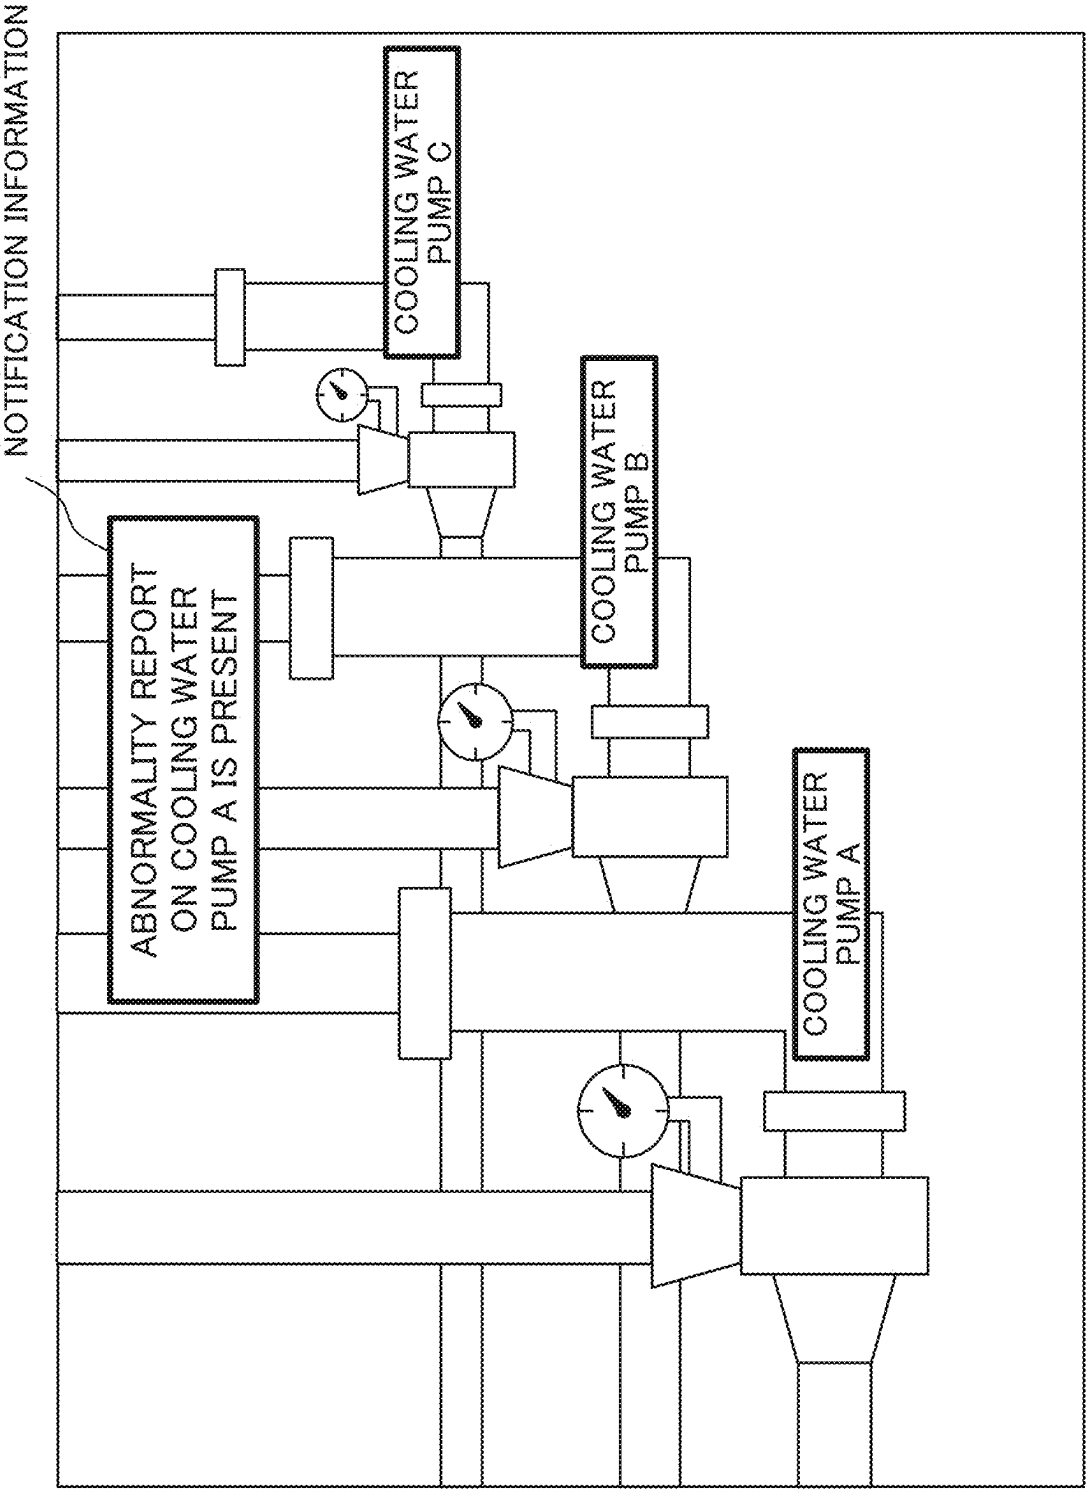 NOTIFICATION INFORMATION
ABNORMALITY REPORT
ON COOLING WATER
PUMP A IS PRESENT
COOLING WATER
PUMP A
COOLING WATER
PUMP B
COOLING WATER
PUMP C